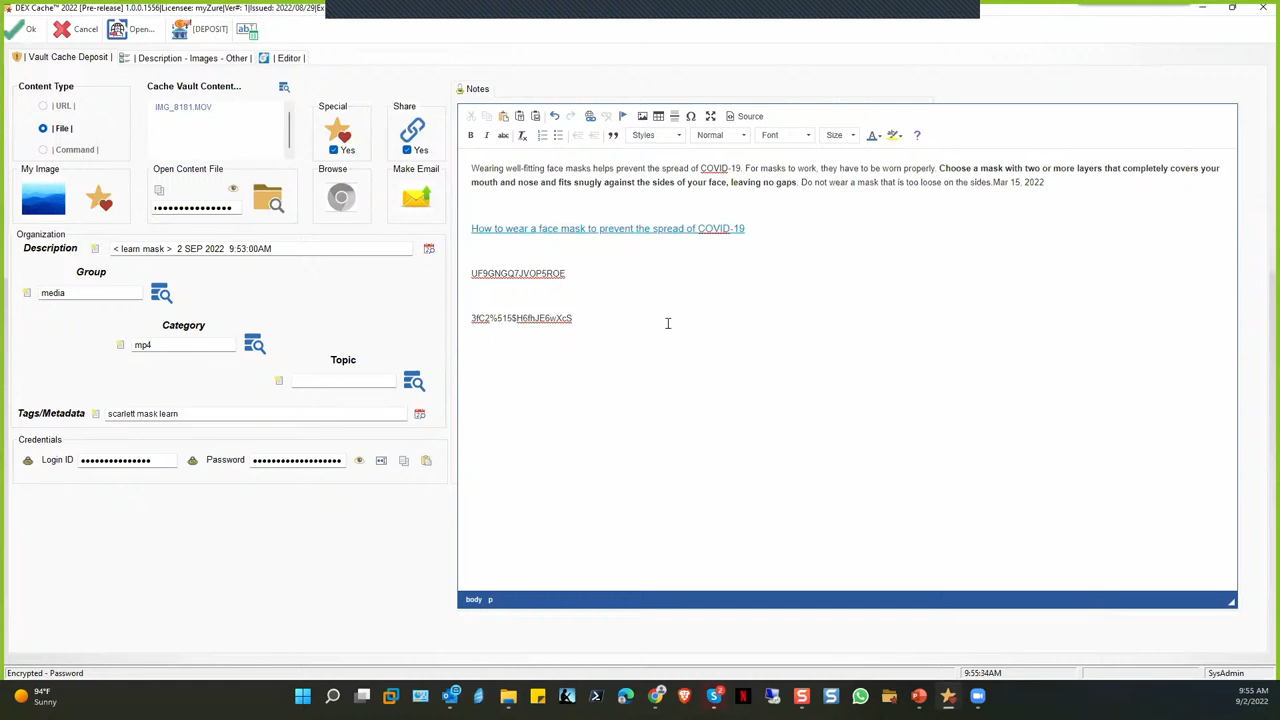 DEX Cache™ 2022 [Pre-release] 1.0.0.1556|Licensee: myZure|Ver#: 1|Issued: 2022/08/29|Ex
Ok
Cancel
Open...
[DEPOSIT]
| Vault Cache Deposit |
| Description - Images - Other |
| Editor |
Content Type
| URL |
| File |
| Command |
Cache Vault Content...
IMG_8181.MOV
Special
Yes
Share
Yes
My Image
Open Content File
••••••••••••••••
Browse
Make Email
Organization
Description
< learn mask > 2 SEP 2022 9:53:00AM
Group
media
Category
mp4
Topic
Tags/Metadata
scarlett mask learn
Credentials
Login ID
•••••••••••••••
Password
•••••••••••••••••••
Notes
Source
B I abc
Styles
Normal
Font
Size
A
?
Wearing well-fitting face masks helps prevent the spread of COVID-19. For masks to work, they have to be worn properly. Choose a mask with two or more layers that completely covers your
mouth and nose and fits snugly against the sides of your face, leaving no gaps. Do not wear a mask that is too loose on the sides.Mar 15, 2022
How to wear a face mask to prevent the spread of COVID-19
UF9GNGQ7JVOP5ROE
3fC2%515$H6fhJE6wXcS
body p
Encrypted - Password
9:55:34AM
SysAdmin
94°F
Sunny
9:55 AM
9/2/2022